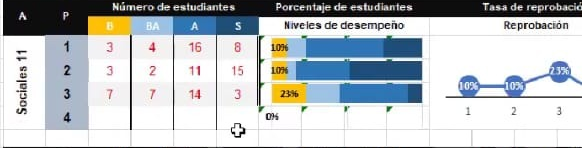 A P Número de estudiantes Porcentaje de estudiantes Tasa de reprobació
B BA A S Niveles de desempeño Reprobación
Sociales 11
1 3 4 16 8 10%
2 3 2 11 15 10%
3 7 7 14 3 23%
4 0%
10% 10% 23%
1 2 3